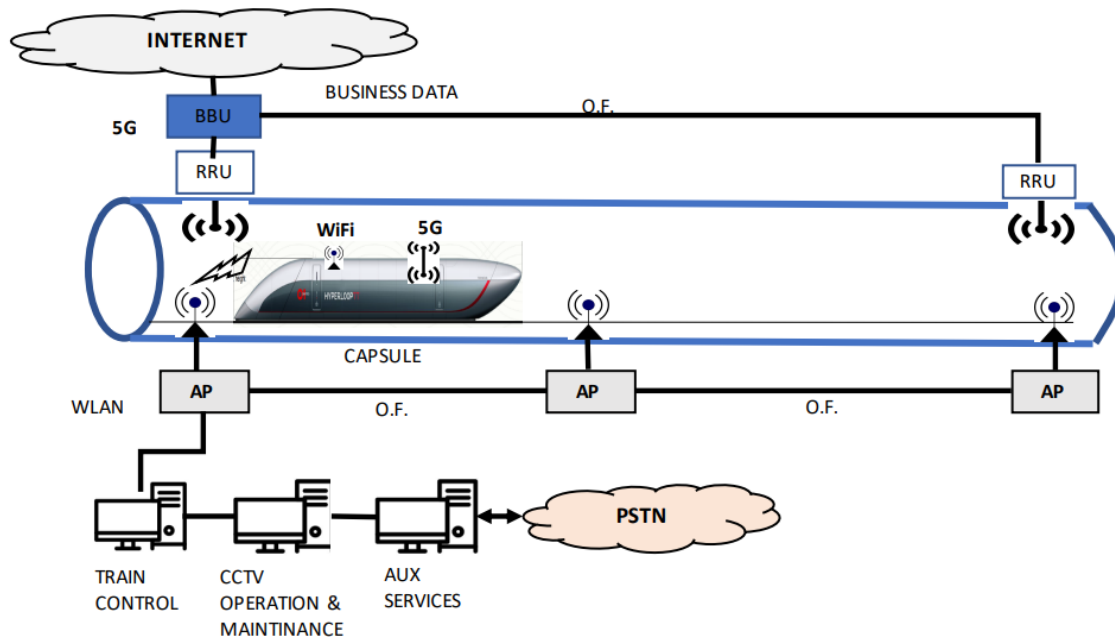 INTERNET
BUSINESS DATA
O.F.
5G
BBU
RRU
RRU
WiFi
5G
HYPERLOOP
CAPSULE
WLAN
AP
O.F.
AP
O.F.
AP
PSTN
TRAIN
CONTROL
CCTV
OPERATION &
MAINTINANCE
AUX
SERVICES